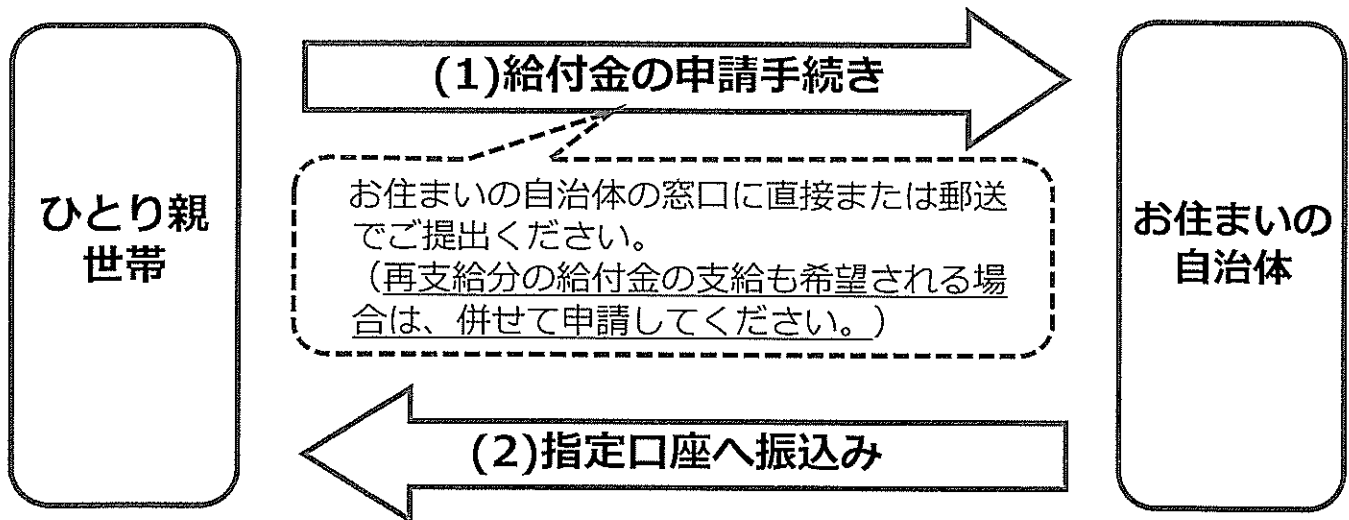 (1)給付金の申請手続き
ひとり親
世帯
お住まいの自治体の窓口に直接または郵送
でご提出ください。
（再支給分の給付金の支給も希望される場
合は、併せて申請してください。）
お住まいの
自治体
(2)指定口座へ振込み